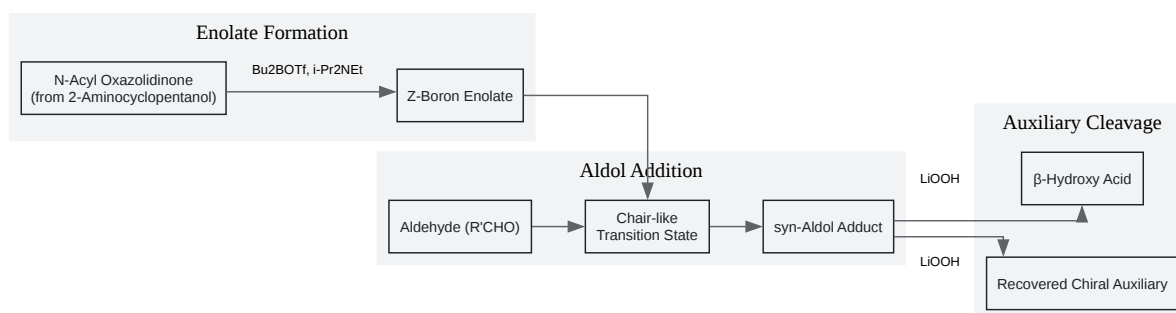 Enolate Formation
N-Acyl Oxazolidinone
(from 2-Aminocyclopentanol)
Bu2BOTf, i-Pr2NEt
Z-Boron Enolate
Aldol Addition
Aldehyde (R'CHO)
Chair-like
Transition State
syn-Aldol Adduct
LiOOH
LiOOH
Auxiliary Cleavage
β-Hydroxy Acid
Recovered Chiral Auxiliary